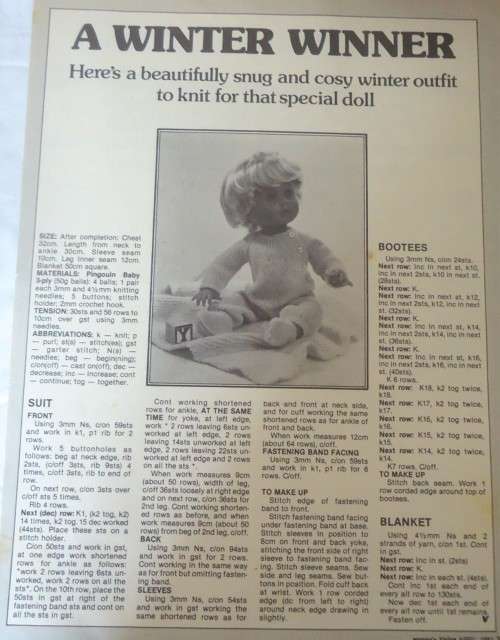 A WINTER WINNER
Here's a beautifully snug and cosy winter outfit
to knit for that special doll
SIZE: After completion: Chest
32cm. Length from neck to
ankle 30cm. Sleeve seam
10cm. Leg inner seam 12cm.
Blanket 50cm square.
MATERIALS: Pingouin Baby
3-ply (50g balls): 4 balls; 1 pair
each 3mm and 4½mm knitting
needles; 5 buttons; stitch
holder; 2mm crochet hook.
TENSION: 30sts and 56 rows to
10cm over gst using 3mm
needles.
ABBREVIATIONS: k — knit; p
— purl; st(s) — stitch(es); gst
— garter stitch; N(s) —
needles; beg — begin(ning);
c/on(off) — cast on(off); dec —
decrease; inc — increase; cont
— continue; tog — together.
SUIT
FRONT
Using 3mm Ns, c/on 59sts
and work in k1, p1 rib for 2
rows.
Work 5 buttonholes as
follows: beg at neck edge, rib
2sts, (c/off 3sts, rib 9sts) 4
times, c/off 3sts, rib to end of
row.
On next row, c/on 3sts over
c/off sts 5 times.
Rib 4 rows.
Next (dec) row: K1, (k2 tog, k2)
14 times, k2 tog. 15 dec worked
(44sts). Place these sts on a
stitch holder.
C/on 50sts and work in gst,
at one edge work shortened
rows for ankle as follows:
*work 2 rows leaving 6sts un-
worked, work 2 rows on all the
sts*. On the 10th row, place the
50sts in gst at right of the
fastening band sts and cont on
all the sts in gst.
Cont working shortened
rows for ankle, AT THE SAME
TIME for yoke, at left edge,
work * 2 rows leaving 6sts un-
worked at left edge, 2 rows
leaving 14sts unworked at left
edge, 2 rows leaving 22sts un-
worked at left edge and 2 rows
on all the sts *.
When work measures 9cm
(about 50 rows), width of leg,
c/off 36sts loosely at right edge
and on next row, c/on 36sts for
2nd leg. Cont working shorten-
ed rows as before, and when
work measures 9cm (about 50
rows) from beg of 2nd leg, c/off.
BACK
Using 3mm Ns, c/on 94sts
and work in gst for 2 rows.
Cont working in the same way
as for front but omitting fasten-
ing band.
SLEEVES
Using 3mm Ns, c/on 54sts
and work in gst working the
same shortened rows as for
back and front at neck side,
and for cuff working the same
shortened rows as for ankle of
front and back.
When work measures 12cm
(about 64 rows), c/off.
FASTENING BAND FACING
Using 3mm Ns, c/on 59sts
and work in k1, p1 rib for 6
rows. C/off.
TO MAKE UP
Stitch edge of fastening
band to front.
Stitch fastening band facing
under fastening band at base.
Stitch sleeves in position to
8cm on front and back yoke,
stitching the front side of right
sleeve to fastening band fac-
ing. Stitch sleeve seams. Sew
side and leg seams. Sew but-
tons in position. Fold cuff back
at wrist. Work 1 row corded
edge (dc from left to right)
around neck edge drawing in
slightly.
BOOTEES
Using 3mm Ns, c/on 24sts.
Next row: Inc in next st, k10,
inc in next 2sts, k10 in next st.
(28sts).
Next row: K.
Next row: Inc in next st, k12,
inc in next 2sts, k12, inc in next
st. (32sts).
Next row: K.
Next row: Inc in next st, k14,
inc in next 2sts, k14, inc in next
st. (36sts).
Next row: K.
Next row: Inc in next st, k16,
inc in next 2sts, k16, inc in next
st. (40sts).
K 6 rows.
Next row: K18, k2 tog twice,
k18.
Next row: K17, k2 tog twice,
k17.
Next row: K16, k2 tog twice,
k16.
Next row: K15, k2 tog twice,
k15.
Next row: K14, k2 tog twice,
k14.
K7 rows. C/off.
TO MAKE UP
Stitch back seam. Work 1
row corded edge around top of
bootees.
BLANKET
Using 4½mm Ns and 2
strands of yarn, c/on 1st. Cont
in gst.
Next row: Inc in st. (2sts)
Next row: K.
Next row: Inc in each st. (4sts).
Cont inc 1st each end of
every alt row to 130sts.
Now dec 1st each end of
every alt row until 1st remains.
Fasten off.